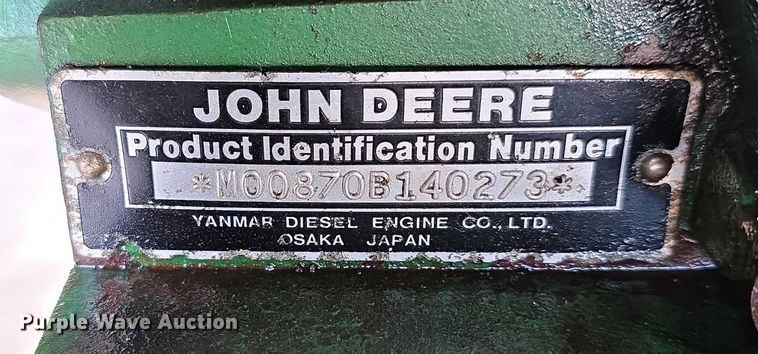 JOHN DEERE
Product Identification Number
*M00870B140273*
YANMAR DIESEL ENGINE CO., LTD.
OSAKA JAPAN
Purple Wave Auction